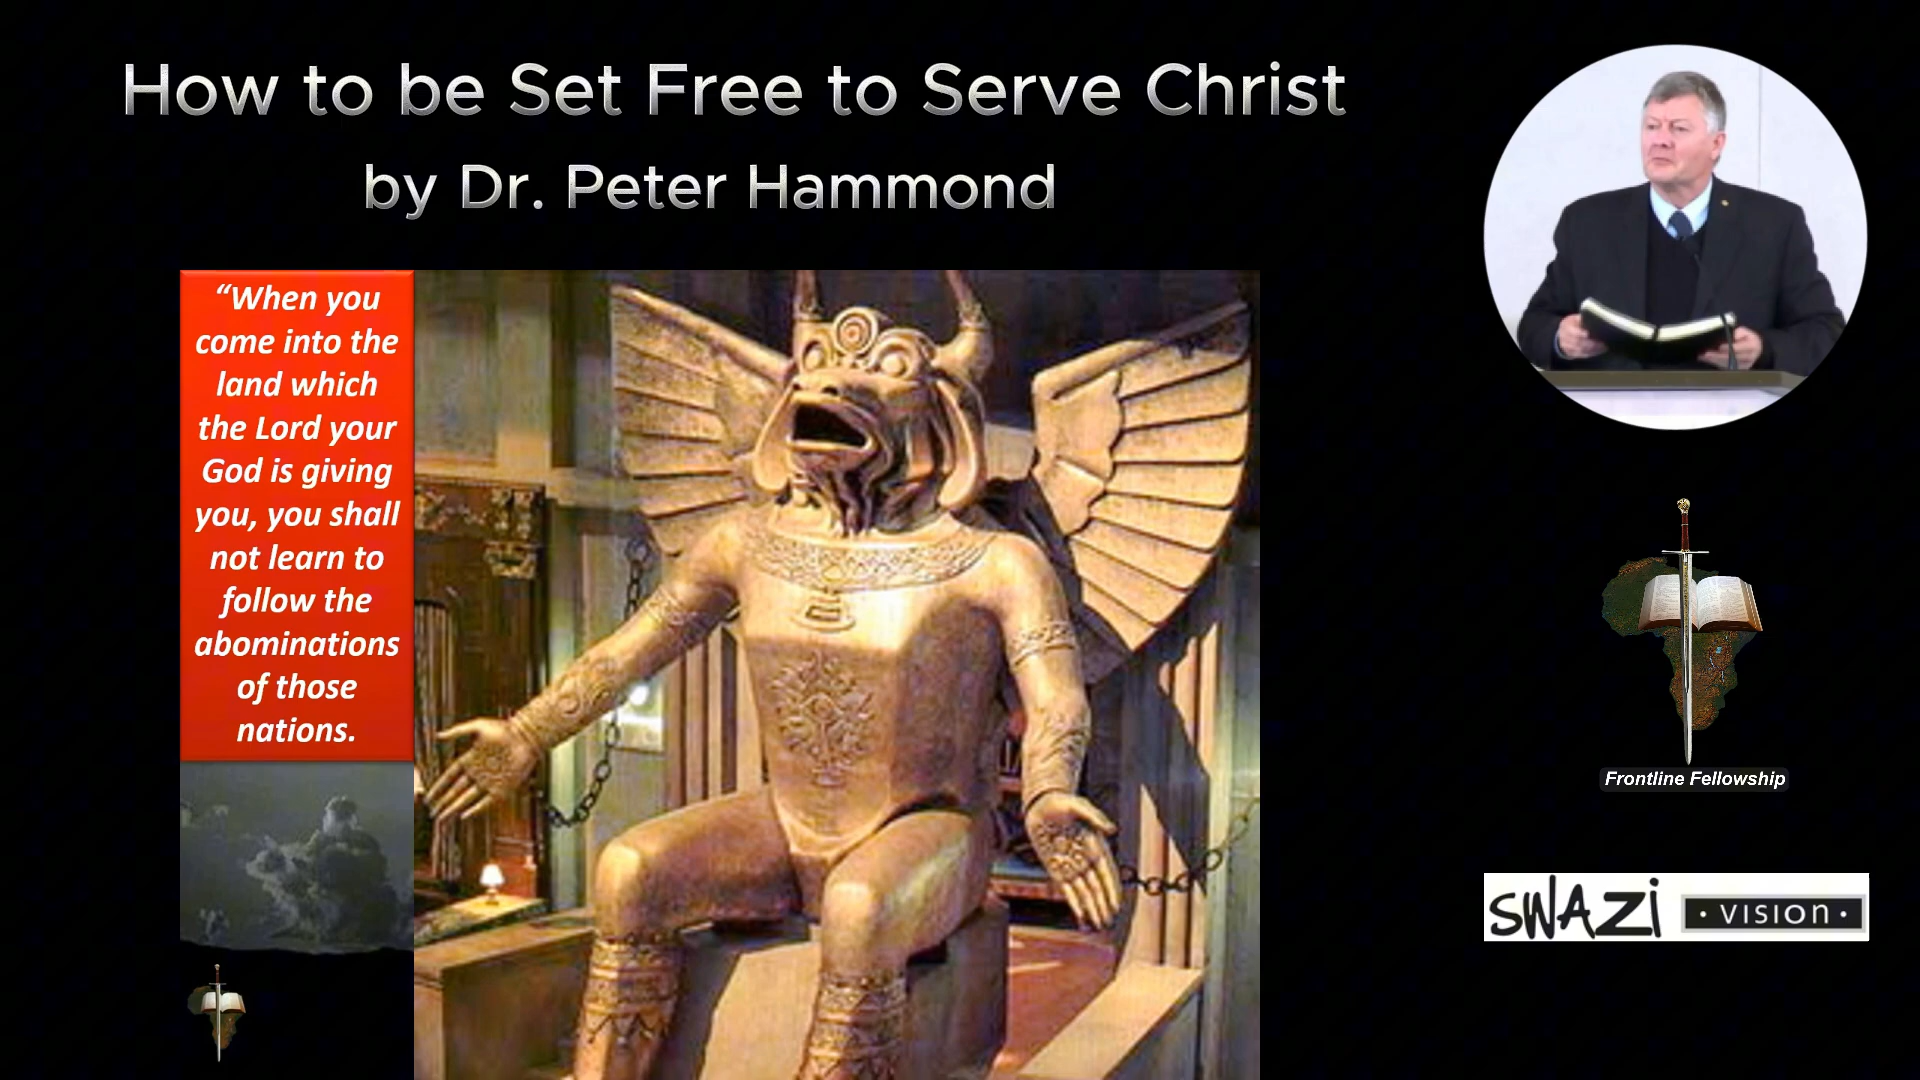 How to be Set Free to Serve Christ
by Dr. Peter Hammond
“When you
come into the
land which
the Lord your
God is giving
you, you shall
not learn to
follow the
abominations
of those
nations.
Frontline Fellowship
SWAZi
• VISION •